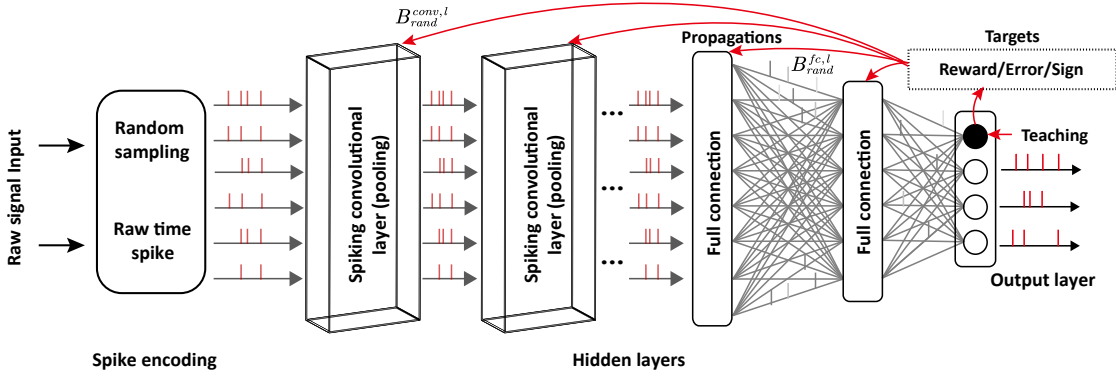 Raw signal Input
Random
sampling
Raw time
spike
Spike encoding
Spiking convolutional
layer (pooling)
B_{rand}^{conv,l}
Spiking convolutional
layer (pooling)
...
...
...
Hidden layers
Propagations
Full connection
B_{rand}^{fc,l}
Full connection
Targets
Reward/Error/Sign
Teaching
Output layer